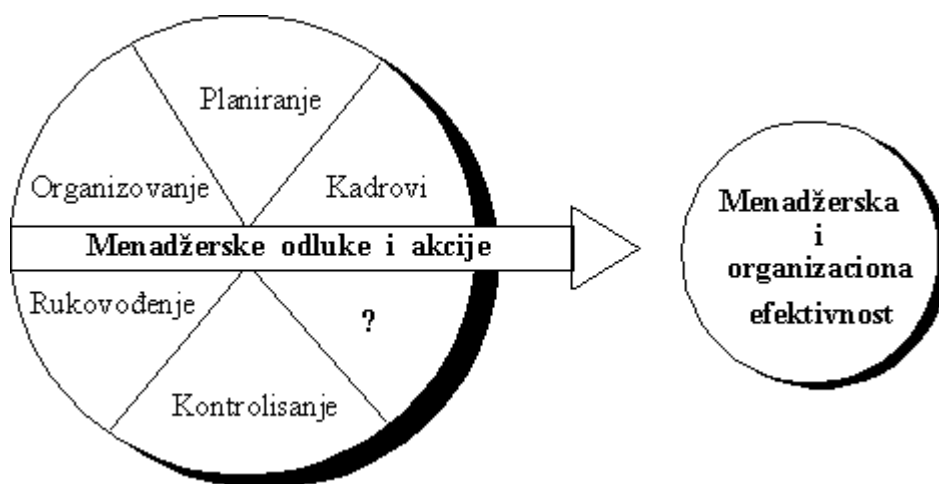 Planiranje
Organizovanje
Kadrovi
Menadžerske odluke i akcije
Rukovođenje
?
Kontrolisanje
Menadžerska
i
organizaciona
efektivnost